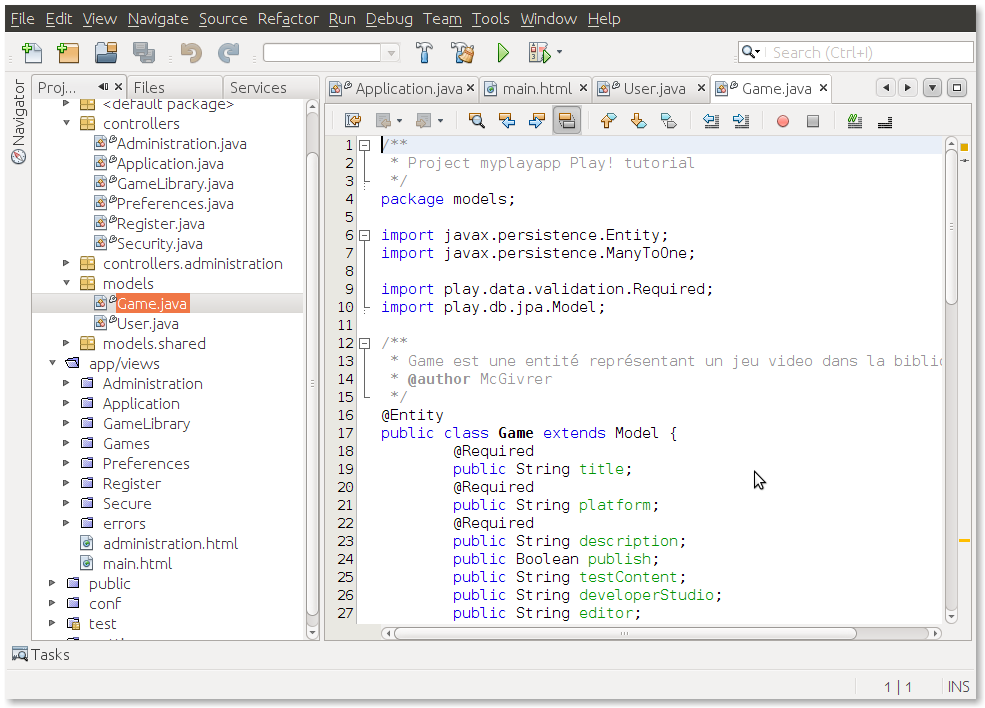 File Edit View Navigate Source Refactor Run Debug Team Tools Window Help
Search (Ctrl+I)
Navigator
Proj... Files Services
<default package>
controllers
Administration.java
Application.java
GameLibrary.java
Preferences.java
Register.java
Security.java
controllers.administration
models
Game.java
User.java
models.shared
app/views
Administration
Application
GameLibrary
Games
Preferences
Register
Secure
errors
administration.html
main.html
public
conf
test
Application.java main.html User.java Game.java
1 /**
2 * Project myplayapp Play! tutorial
3 */
4 package models;
5
6 import javax.persistence.Entity;
7 import javax.persistence.ManyToOne;
8
9 import play.data.validation.Required;
10 import play.db.jpa.Model;
11
12 /**
13 * Game est une entité représentant un jeu video dans la
14 * @author McGivrer
15 */
16 @Entity
17 public class Game extends Model {
18 @Required
19 public String title;
20 @Required
21 public String platform;
22 @Required
23 public String description;
24 public Boolean publish;
25 public String testContent;
26 public String developerStudio;
27 public String editor;
Tasks
1 | 1 INS